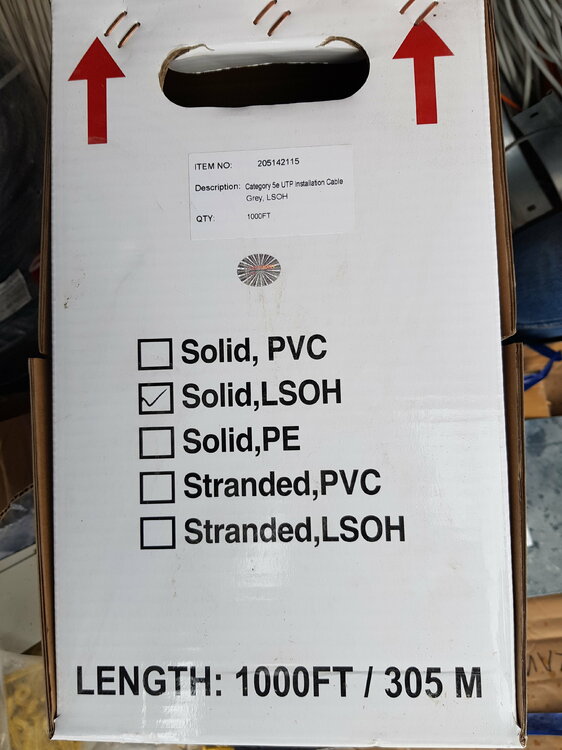 ITEM NO: 205142115
Description: Category 5e UTP Installation Cable
Grey, LSOH
QTY: 1000FT
Solid, PVC
Solid,LSOH
Solid,PE
Stranded,PVC
Stranded,LSOH
LENGTH: 1000FT / 305 M